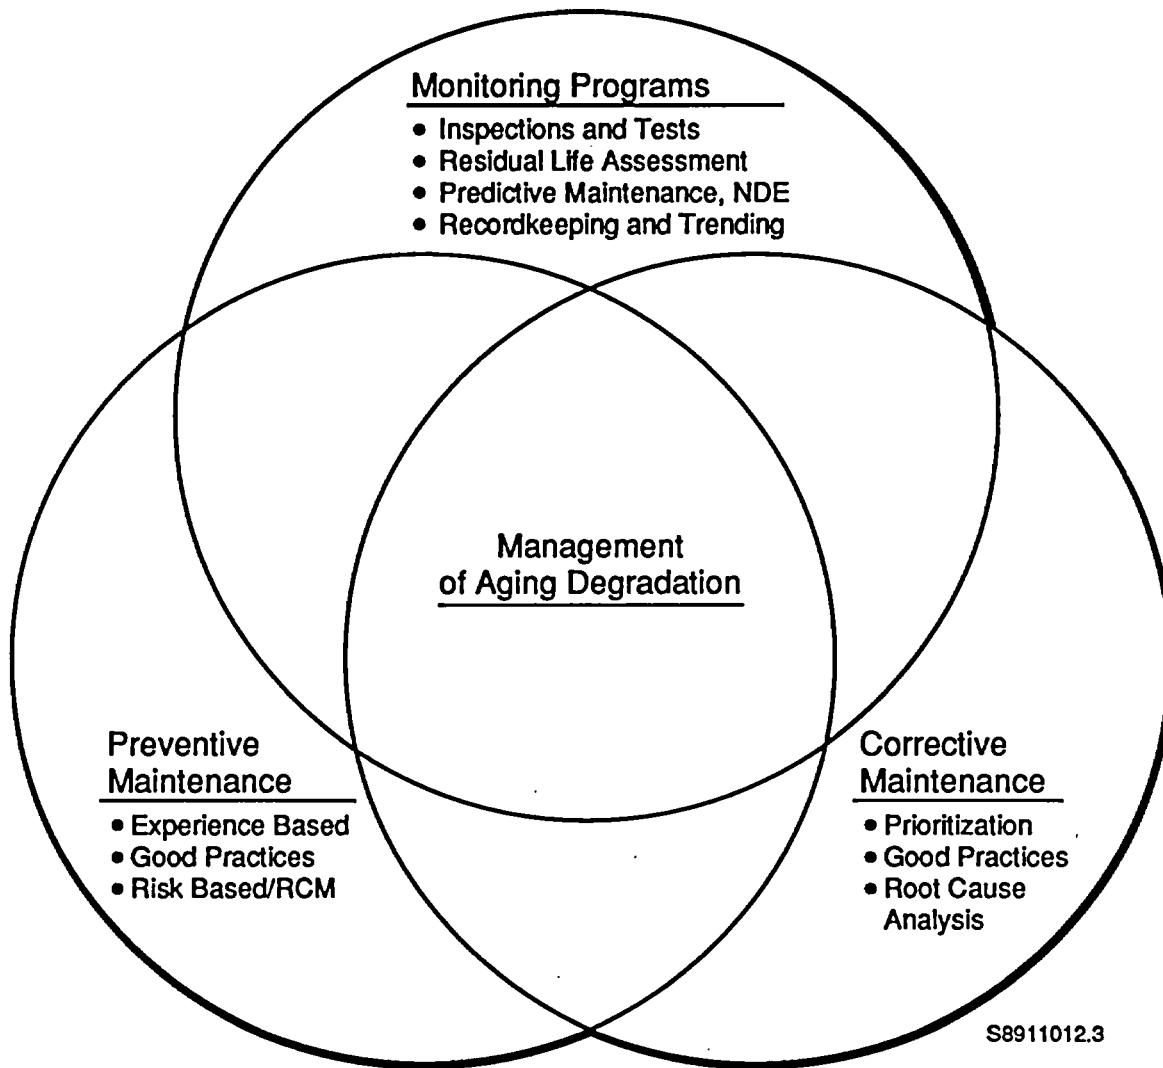 Monitoring Programs
• Inspections and Tests
• Residual Life Assessment
• Predictive Maintenance, NDE
• Recordkeeping and Trending
Management
of Aging Degradation
Preventive
Maintenance
• Experience Based
• Good Practices
• Risk Based/RCM
Corrective
Maintenance
• Prioritization
• Good Practices
• Root Cause
Analysis
S8911012.3